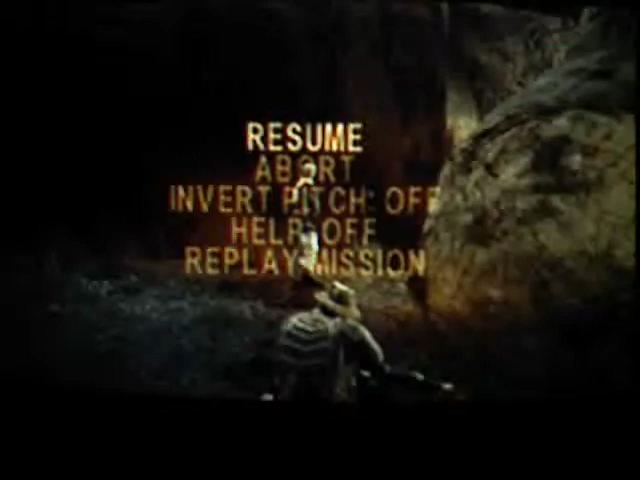 RESUME
ABORT
INVERT PITCH: OFF
HELP: OFF
REPLAY MISSION